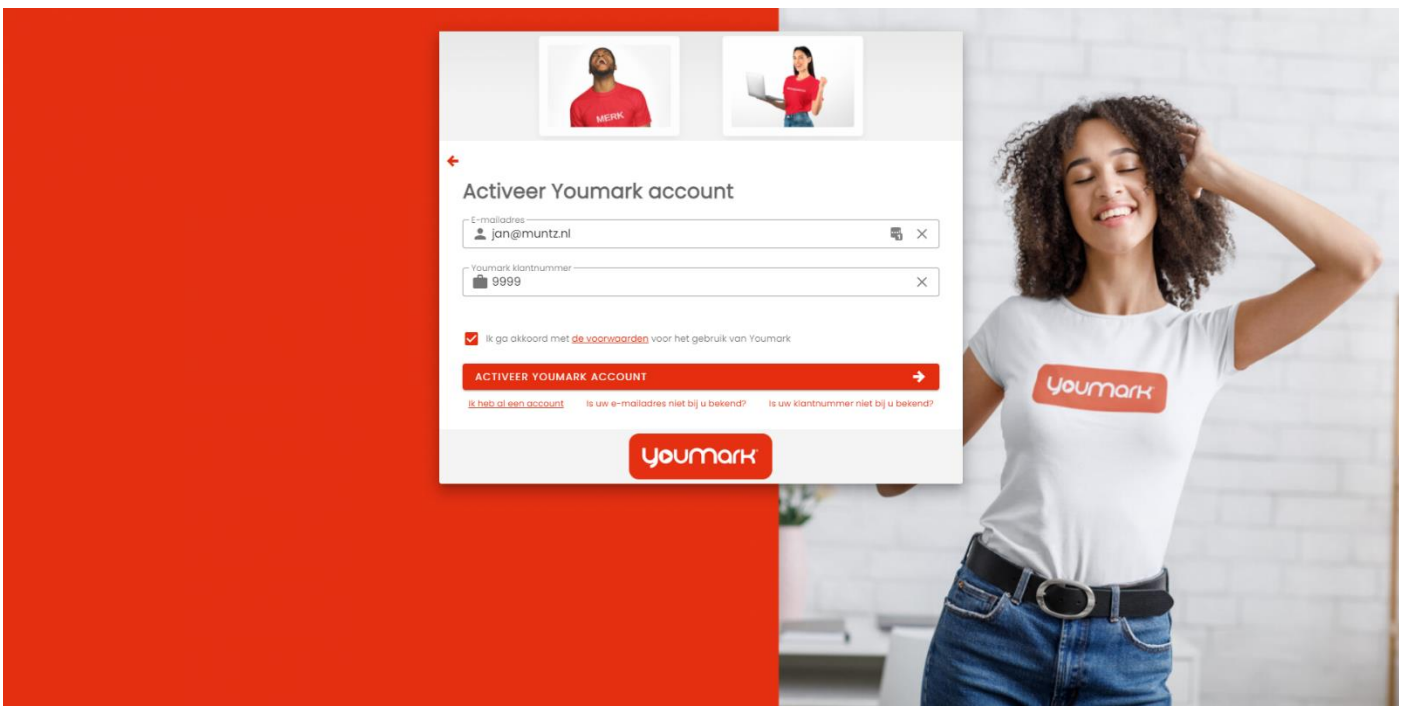 MERK
Activeer Youmark account
E-mailadres
jan@muntz.nl
Youmark klantnummer
9999
Ik ga akkoord met de voorwaarden voor het gebruik van Youmark
ACTIVEER YOUMARK ACCOUNT
Ik heb al een account
Is uw e-mailadres niet bij u bekend?
Is uw klantnummer niet bij u bekend?
youmark
youmark